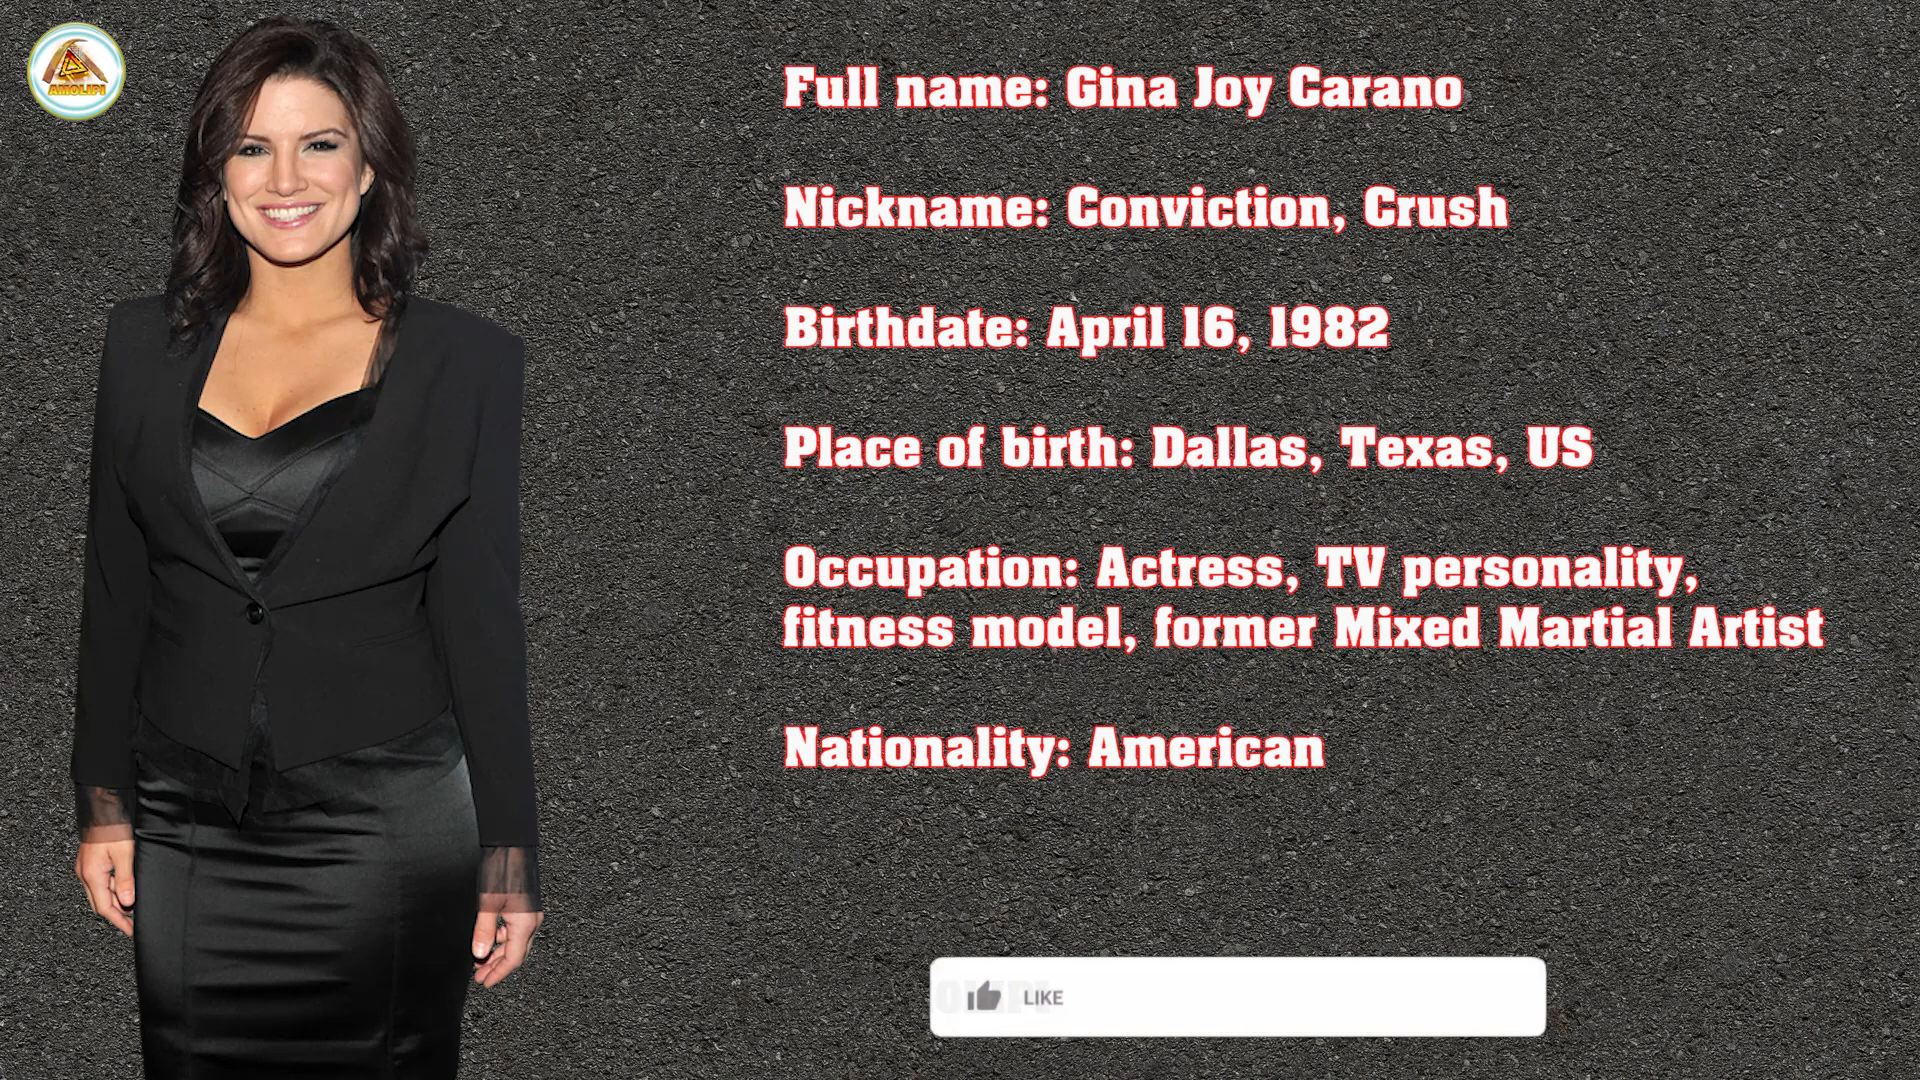 AMOLIPI
Full name: Gina Joy Carano
Nickname: Conviction, Crush
Birthdate: April 16, 1982
Place of birth: Dallas, Texas, US
Occupation: Actress, TV personality,
fitness model, former Mixed Martial Artist
Nationality: American
LIKE